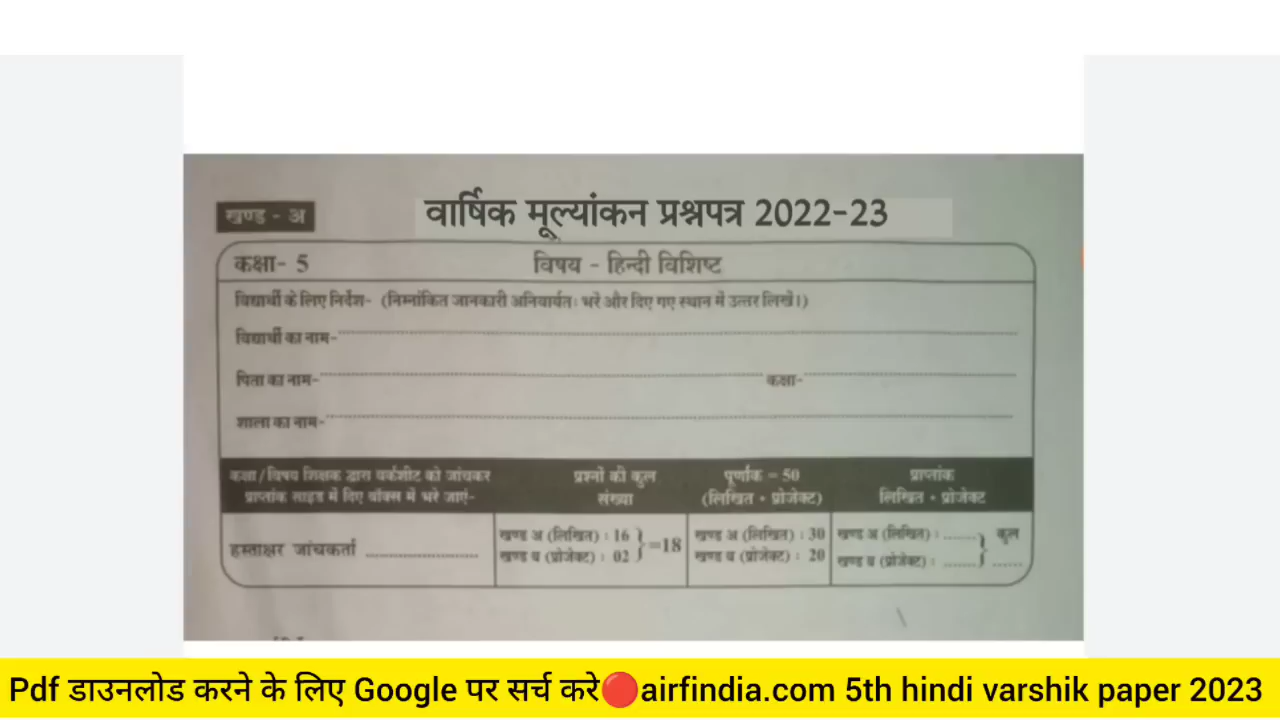 खण्ड - अ
वार्षिक मूल्यांकन प्रश्नपत्र 2022-23
कक्षा- 5 विषय - हिन्दी विशिष्ट
विद्यार्थी के लिए निर्देश- (निम्नांकित जानकारी अनिवार्यतः भरें और दिए गए स्थान में उत्तर लिखें।)
विद्यार्थी का नाम-
पिता का नाम- कक्षा-
शाला का नाम-
कक्षा/विषय शिक्षक द्वारा वर्कशीट को जांचकर प्रश्नों की कुल पूर्णांक = 50 प्राप्तांक
प्राप्तांक साइड में दिए बॉक्स में भरे जाएं- संख्या (लिखित + प्रोजेक्ट) लिखित + प्रोजेक्ट
खण्ड अ (लिखित) : 16 खण्ड अ (लिखित) : 30 खण्ड अ (लिखित) : ....... कुल
हस्ताक्षर जांचकर्ता ........................ =18
खण्ड ब (प्रोजेक्ट) : 02 खण्ड ब (प्रोजेक्ट) : 20 खण्ड ब (प्रोजेक्ट) : ....... ......
Pdf डाउनलोड करने के लिए Google पर सर्च करे🔴airfindia.com 5th hindi varshik paper 2023